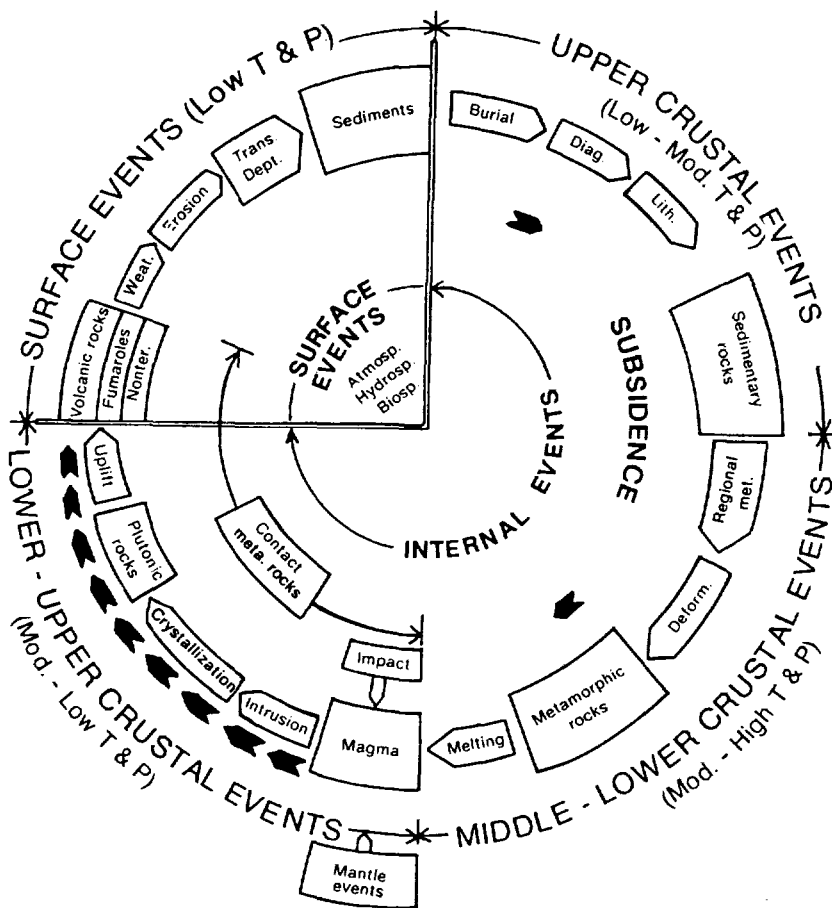 SURFACE EVENTS (Low T & P)
UPPER CRUSTAL EVENTS
(Low - Mod. T & P)
Sediments
Burial
Diag.
Lith.
Trans.
Dept.
Erosion
Weat.
Volcanic rocks
Fumaroles
Nonter.
SURFACE
EVENTS
Atmosp.
Hydrosp.
Biosp.
SUBSIDENCE
Sedimentary
rocks
INTERNAL EVENTS
Regional
met.
Deform.
Metamorphic
rocks
Melting
Magma
Impact
Contact
meta. rocks
Intrusion
Crystallization
Plutonic
rocks
Uplift
LOWER - UPPER CRUSTAL EVENTS
(Mod. - Low T & P)
MIDDLE - LOWER CRUSTAL EVENTS
(Mod. - High T & P)
Mantle
events